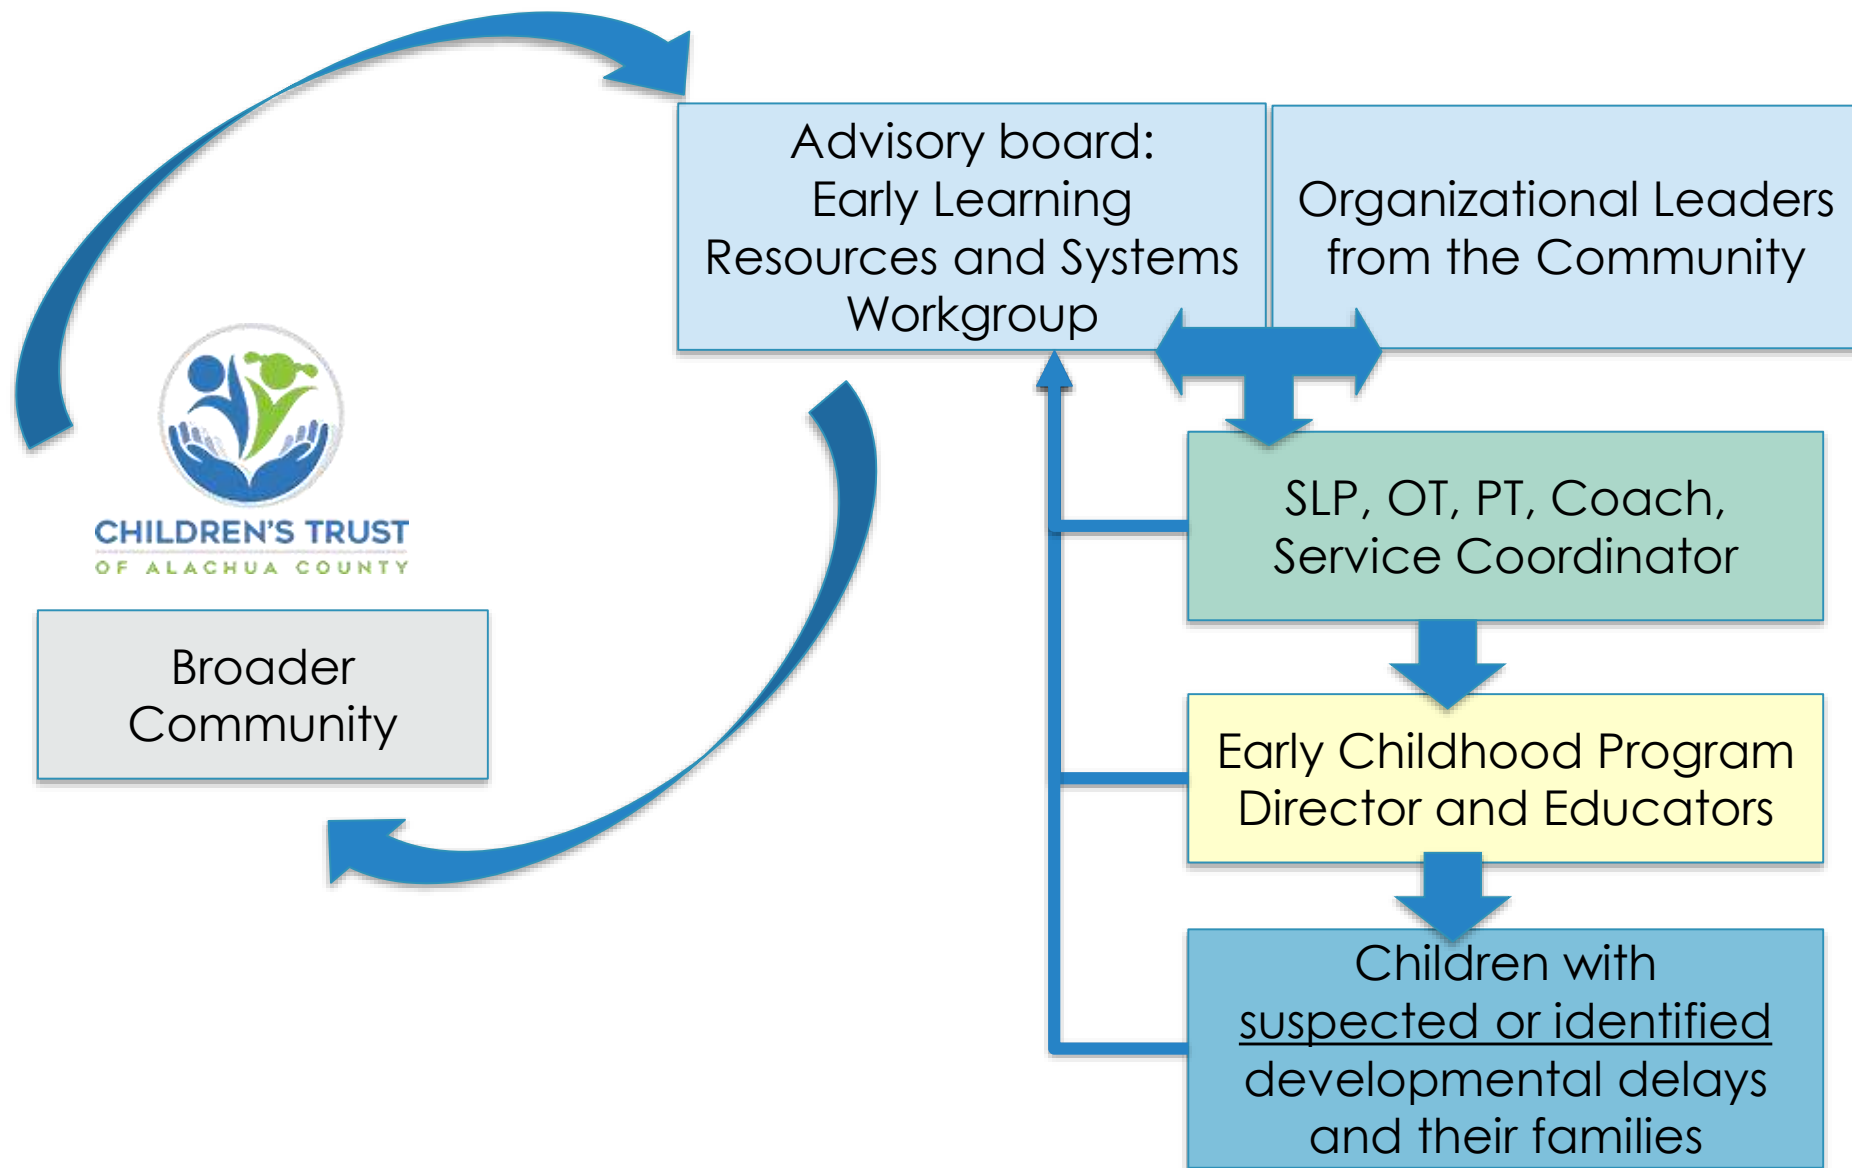 Advisory board:
Early Learning
Resources and Systems
Workgroup
Organizational Leaders
from the Community
CHILDREN'S TRUST
OF ALACHUA COUNTY
Broader
Community
SLP, OT, PT, Coach,
Service Coordinator
Early Childhood Program
Director and Educators
Children with
suspected or identified
developmental delays
and their families